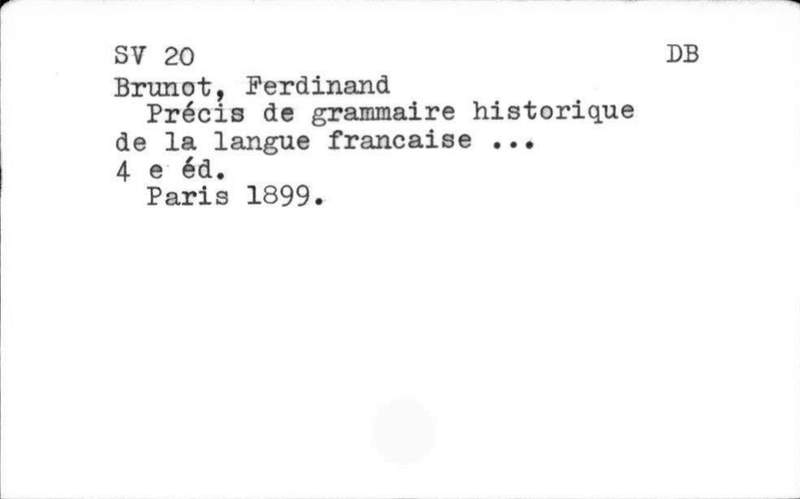 SV 20 DB
Brunot, Ferdinand
Précis de grammaire historique
de la langue francaise ...
4 e éd.
Paris 1899.